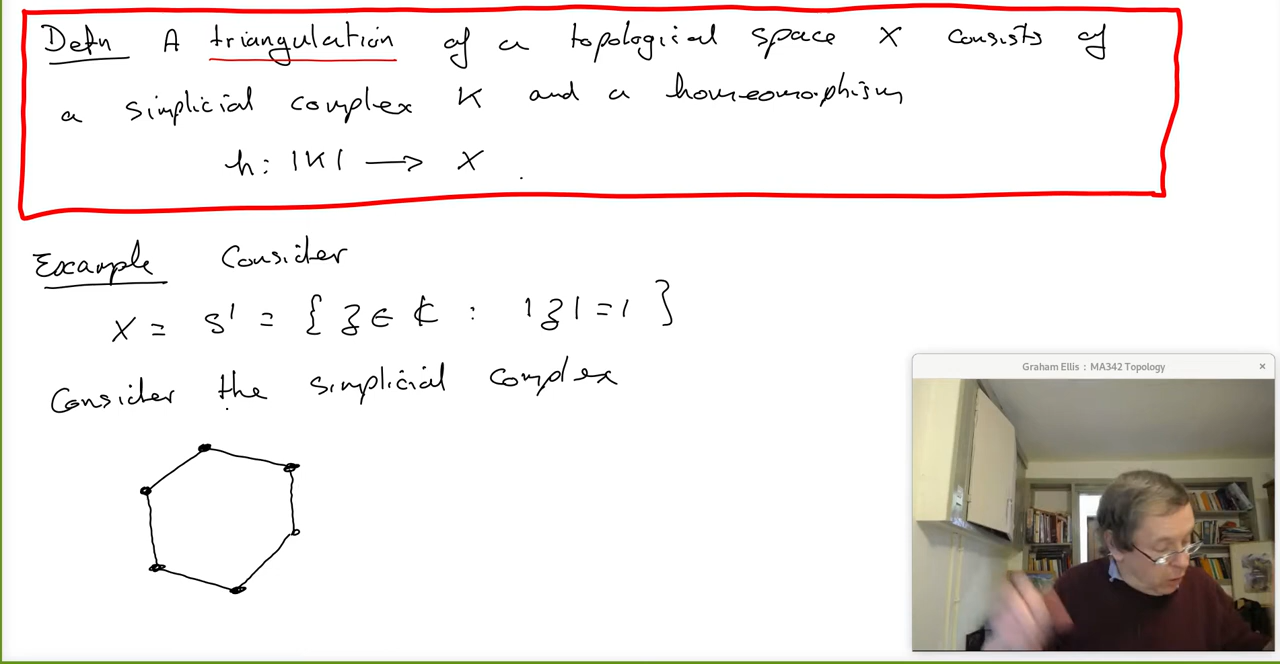 Defn A triangulation of a topological space X consists of
a simplicial complex K and a homeomorphism
h: |K| → X .
Example Consider
X = S¹ = { z ∈ ℂ : |z| = 1 }
Consider the simplicial complex
Graham Ellis : MA342 Topology